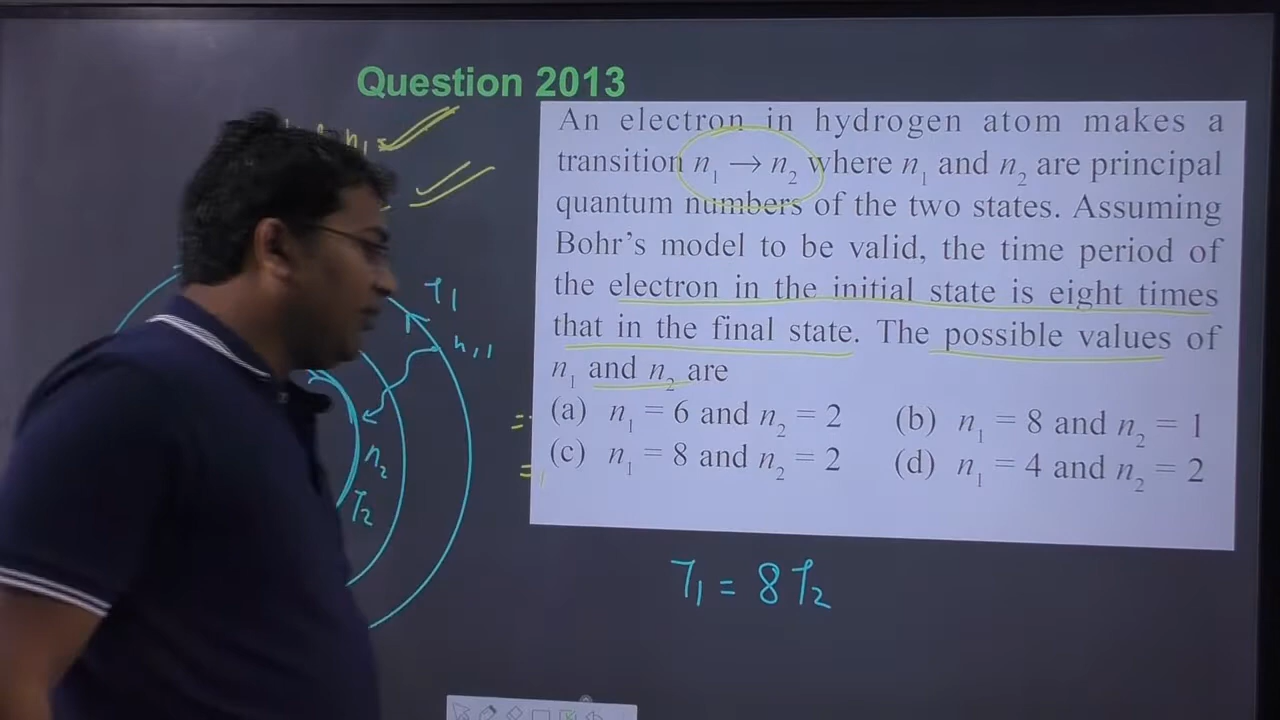 Question 2013
An electron in hydrogen atom makes a
transition n₁ → n₂ where n₁ and n₂ are principal
quantum numbers of the two states. Assuming
Bohr's model to be valid, the time period of
the electron in the initial state is eight times
that in the final state. The possible values of
n₁ and n₂ are
(a) n₁ = 6 and n₂ = 2 (b) n₁ = 8 and n₂ = 1
(c) n₁ = 8 and n₂ = 2 (d) n₁ = 4 and n₂ = 2
T₁ = 8 T₂
n₁
T₁
n₂
T₂